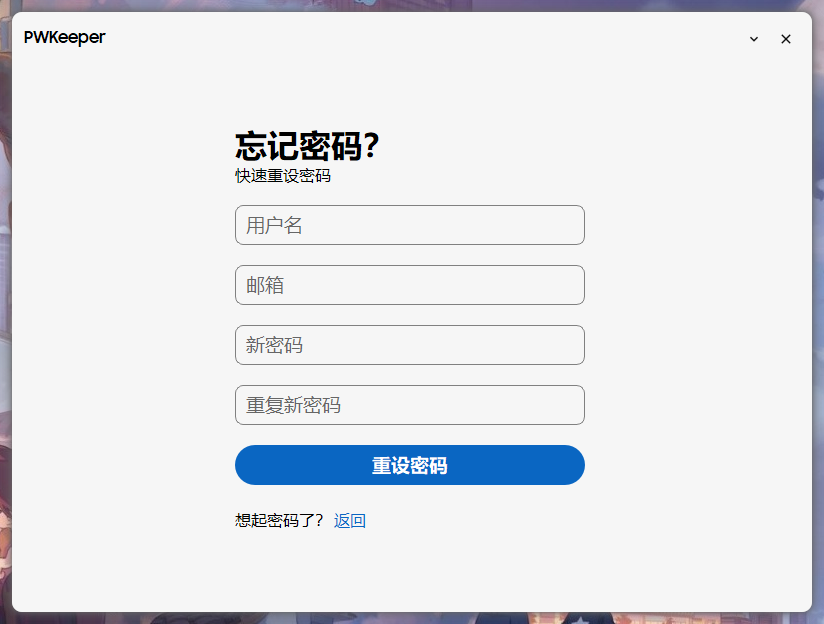 PWKeeper
忘记密码？
快速重设密码
用户名
邮箱
新密码
重复新密码
重设密码
想起密码了？ 返回